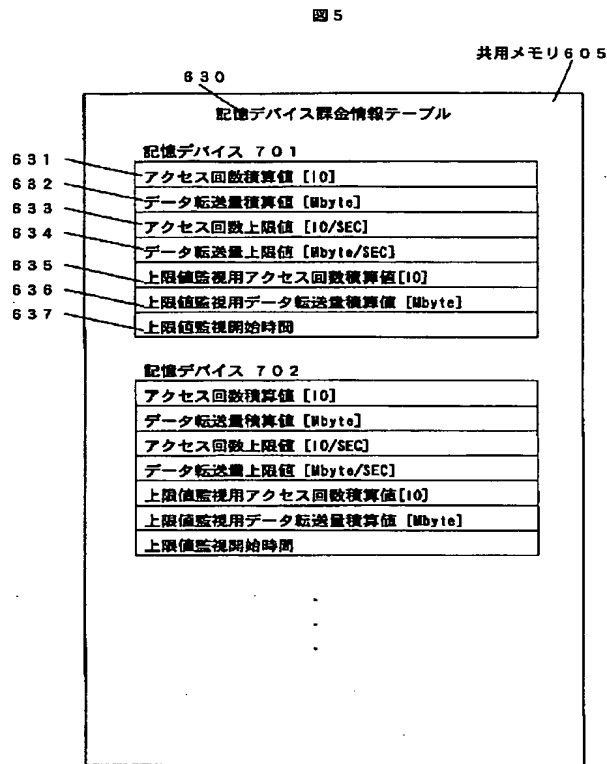 図5
共用メモリ605
630
記憶デバイス課金情報テーブル
記憶デバイス 701
631
アクセス回数積算値 [IO]
632
データ転送量積算値 [Mbyte]
633
アクセス回数上限値 [IO/SEC]
634
データ転送量上限値 [Mbyte/SEC]
635
上限値監視用アクセス回数積算値[IO]
636
上限値監視用データ転送量積算値 [Mbyte]
637
上限値監視開始時間
記憶デバイス 702
アクセス回数積算値 [IO]
データ転送量積算値 [Mbyte]
アクセス回数上限値 [IO/SEC]
データ転送量上限値 [Mbyte/SEC]
上限値監視用アクセス回数積算値[IO]
上限値監視用データ転送量積算値 [Mbyte]
上限値監視開始時間